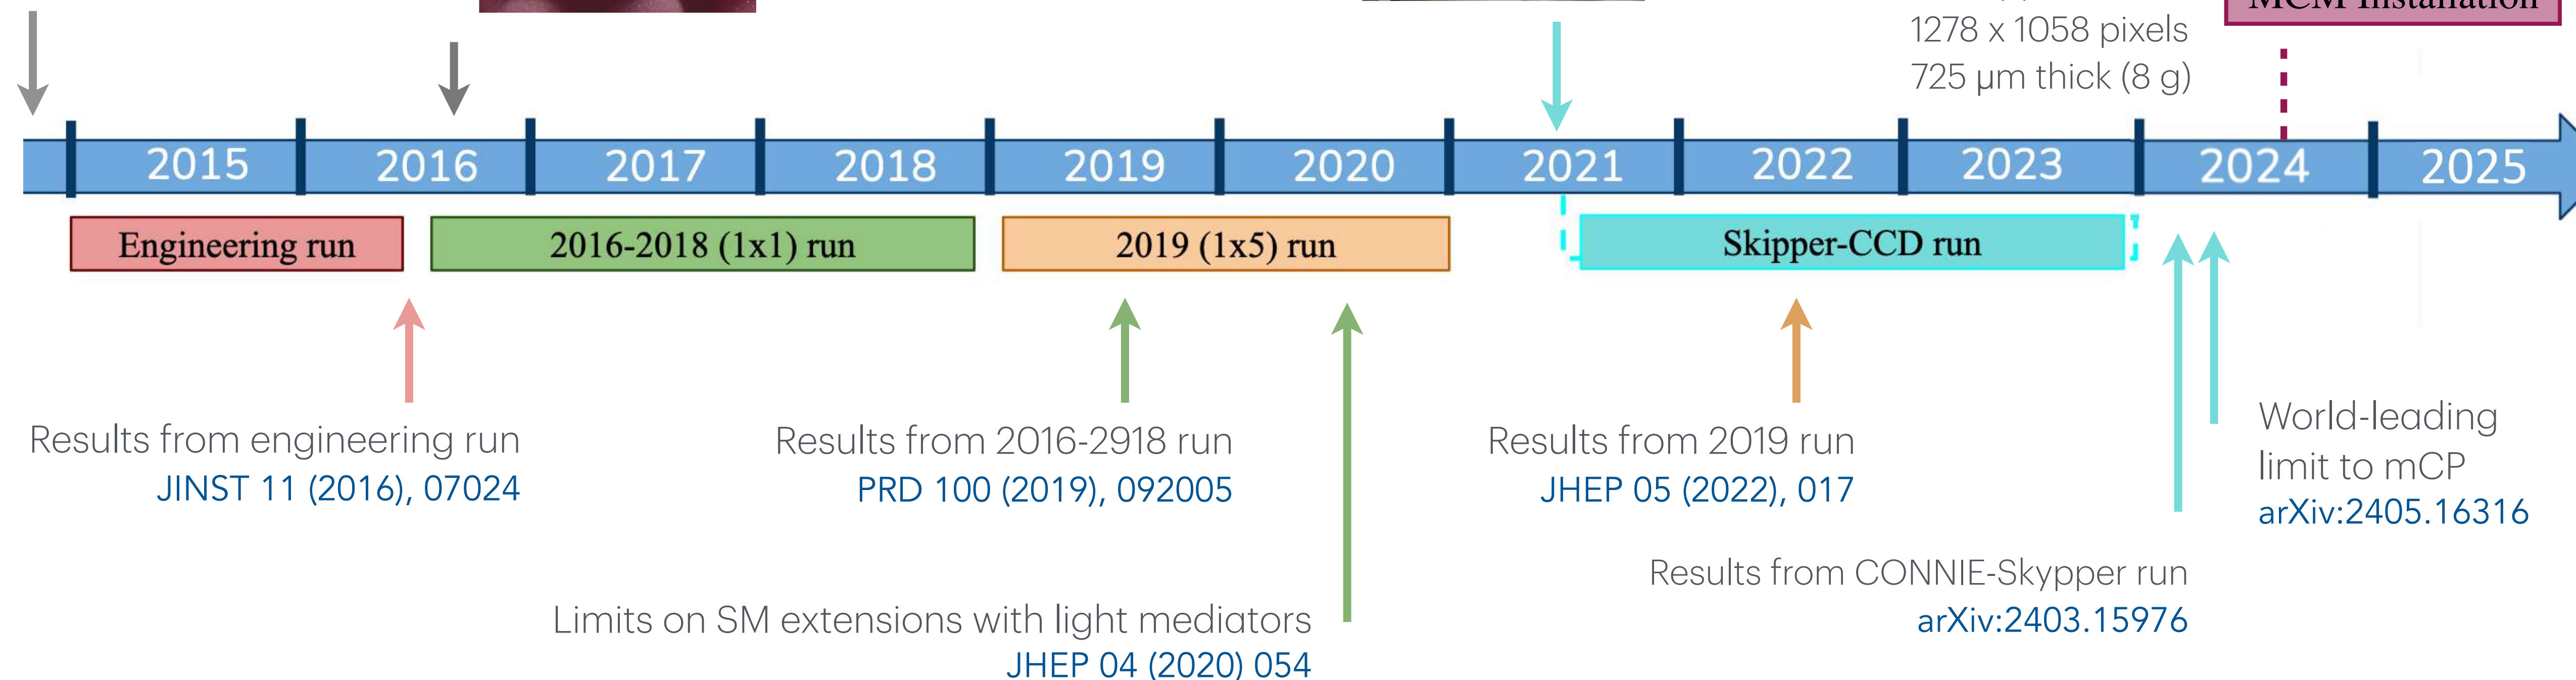 MCM Installation
1278 x 1058 pixels
725 µm thick (8 g)
2015 2016 2017 2018 2019 2020 2021 2022 2023 2024 2025
Engineering run
2016-2018 (1x1) run
2019 (1x5) run
Skipper-CCD run
Results from engineering run
JINST 11 (2016), 07024
Results from 2016-2918 run
PRD 100 (2019), 092005
Limits on SM extensions with light mediators
JHEP 04 (2020) 054
Results from 2019 run
JHEP 05 (2022), 017
Results from CONNIE-Skypper run
arXiv:2403.15976
World-leading
limit to mCP
arXiv:2405.16316